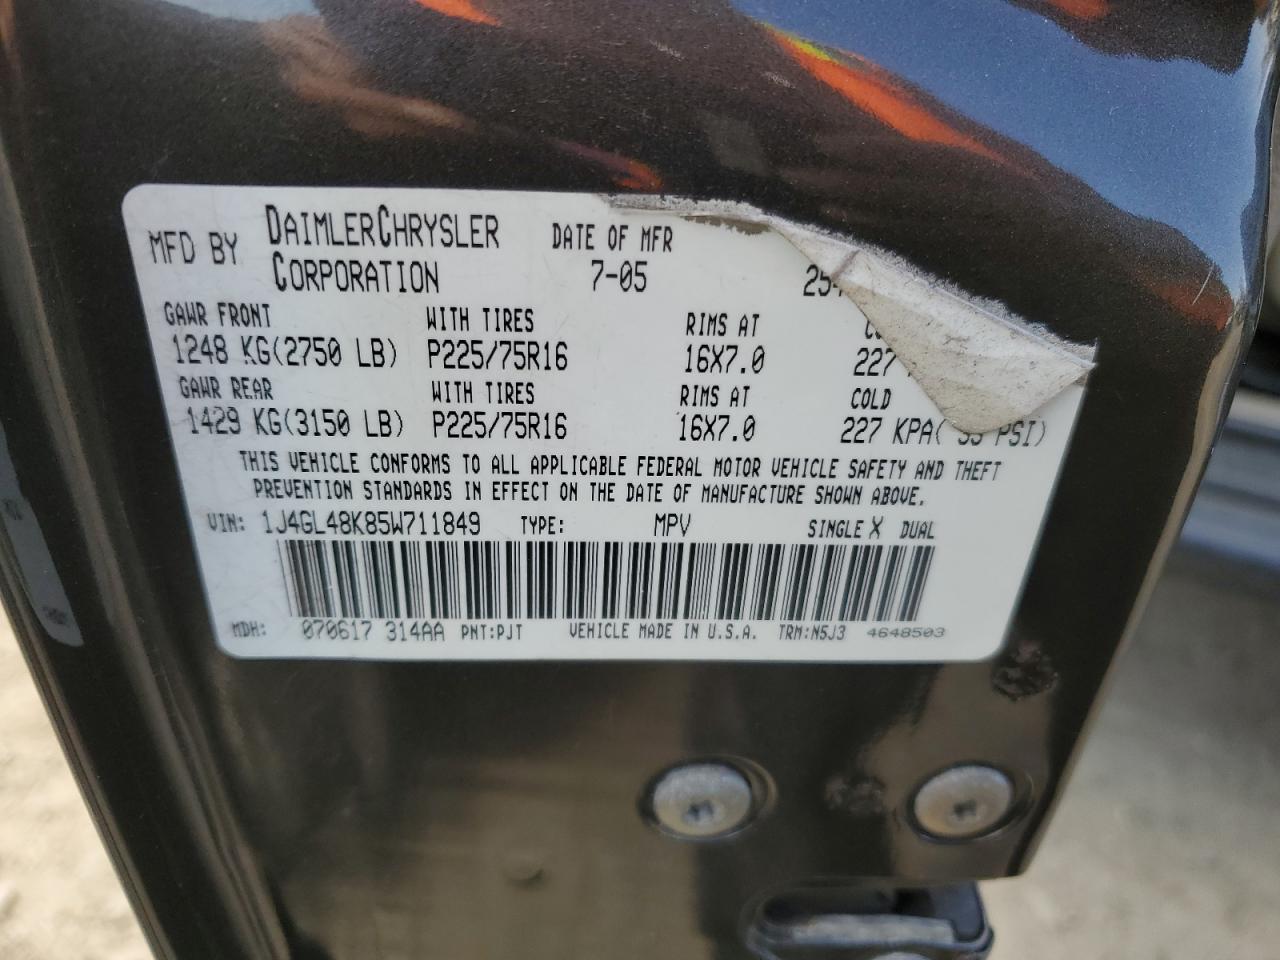 MFD BY DAIMLERCHRYSLER CORPORATION
DATE OF MFR
7-05
GAWR FRONT WITH TIRES RIMS AT
1248 KG(2750 LB) P225/75R16 16X7.0 227
GAWR REAR WITH TIRES RIMS AT COLD
1429 KG(3150 LB) P225/75R16 16X7.0 227 KPA( PSI)
THIS VEHICLE CONFORMS TO ALL APPLICABLE FEDERAL MOTOR VEHICLE SAFETY AND THEFT
PREVENTION STANDARDS IN EFFECT ON THE DATE OF MANUFACTURE SHOWN ABOVE.
VIN: 1J4GL48K85W711849 TYPE: MPV SINGLE X DUAL
MDH: 070617 314AA PNT:PJT VEHICLE MADE IN U.S.A. TRM:N5J3 4648503